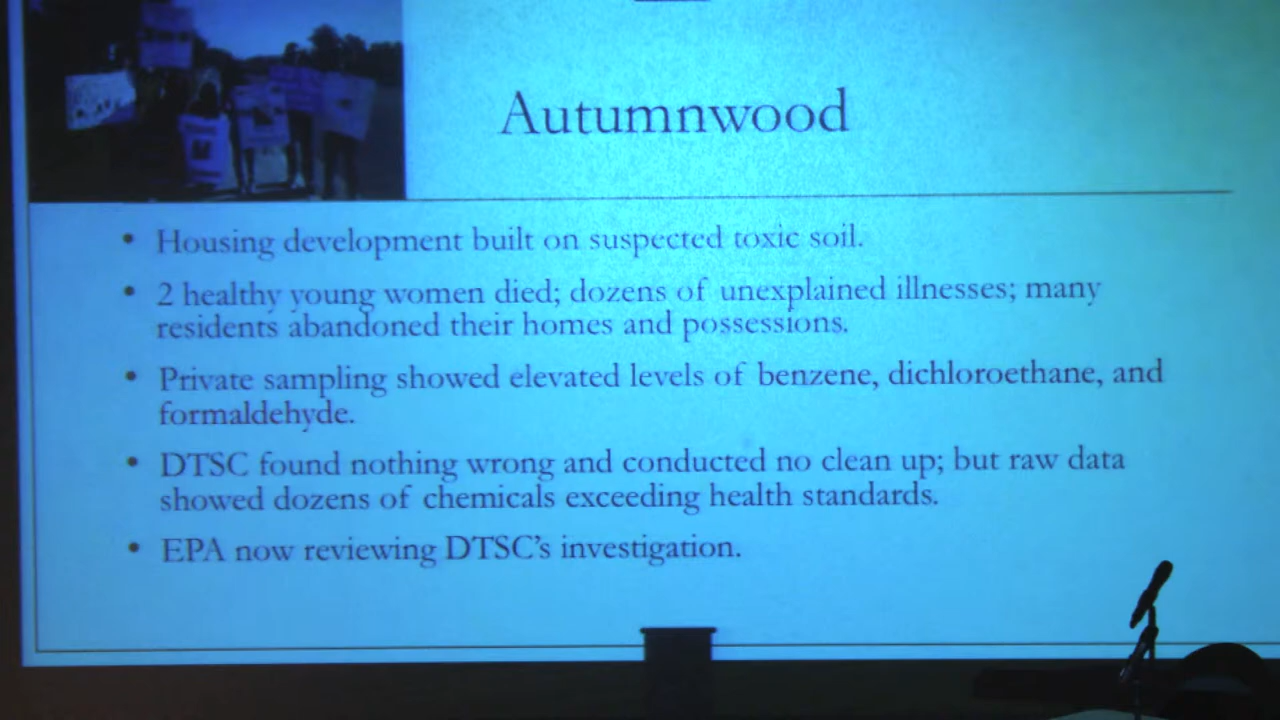 Autumnwood
• Housing development built on suspected toxic soil.
• 2 healthy young women died; dozens of unexplained illnesses; many
residents abandoned their homes and possessions.
• Private sampling showed elevated levels of benzene, dichloroethane, and
formaldehyde.
• DTSC found nothing wrong and conducted no clean up; but raw data
showed dozens of chemicals exceeding health standards.
• EPA now reviewing DTSC's investigation.